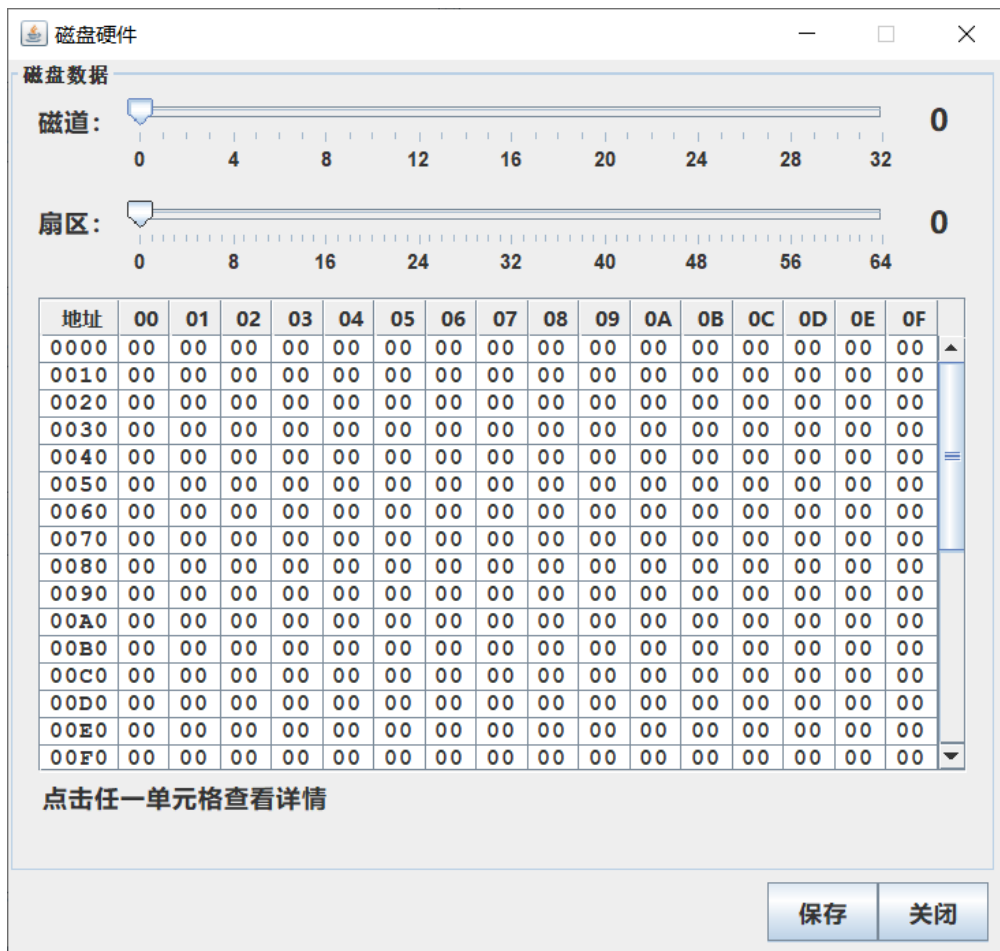 磁盘硬件
磁盘数据
磁道： 0
0 4 8 12 16 20 24 28 32
扇区： 0
0 8 16 24 32 40 48 56 64
地址 00 01 02 03 04 05 06 07 08 09 0A 0B 0C 0D 0E 0F
0000 00 00 00 00 00 00 00 00 00 00 00 00 00 00 00 00
0010 00 00 00 00 00 00 00 00 00 00 00 00 00 00 00 00
0020 00 00 00 00 00 00 00 00 00 00 00 00 00 00 00 00
0030 00 00 00 00 00 00 00 00 00 00 00 00 00 00 00 00
0040 00 00 00 00 00 00 00 00 00 00 00 00 00 00 00 00
0050 00 00 00 00 00 00 00 00 00 00 00 00 00 00 00 00
0060 00 00 00 00 00 00 00 00 00 00 00 00 00 00 00 00
0070 00 00 00 00 00 00 00 00 00 00 00 00 00 00 00 00
0080 00 00 00 00 00 00 00 00 00 00 00 00 00 00 00 00
0090 00 00 00 00 00 00 00 00 00 00 00 00 00 00 00 00
00A0 00 00 00 00 00 00 00 00 00 00 00 00 00 00 00 00
00B0 00 00 00 00 00 00 00 00 00 00 00 00 00 00 00 00
00C0 00 00 00 00 00 00 00 00 00 00 00 00 00 00 00 00
00D0 00 00 00 00 00 00 00 00 00 00 00 00 00 00 00 00
00E0 00 00 00 00 00 00 00 00 00 00 00 00 00 00 00 00
00F0 00 00 00 00 00 00 00 00 00 00 00 00 00 00 00 00
点击任一单元格查看详情
保存 关闭